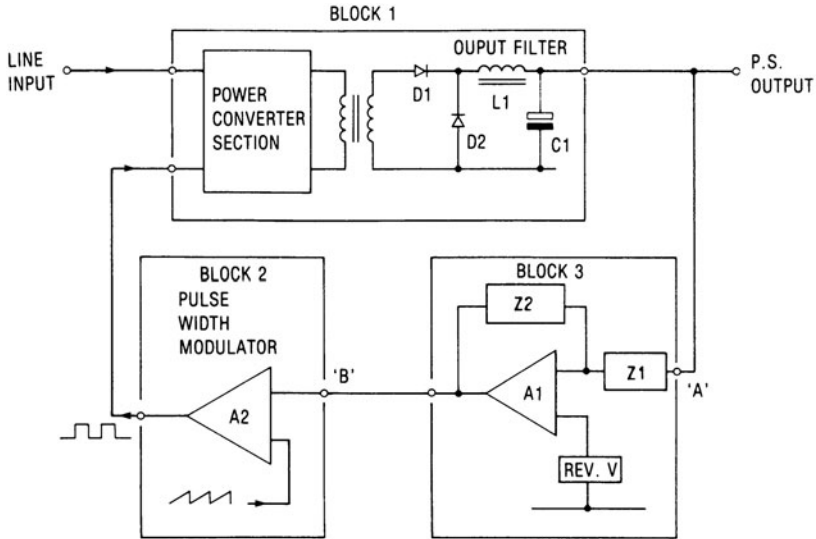 BLOCK 1
LINE
INPUT
POWER
CONVERTER
SECTION
OUPUT FILTER
D1
L1
D2
C1
P.S.
OUTPUT
BLOCK 2
PULSE
WIDTH
MODULATOR
A2
'B'
BLOCK 3
Z2
A1
Z1
'A'
REV. V